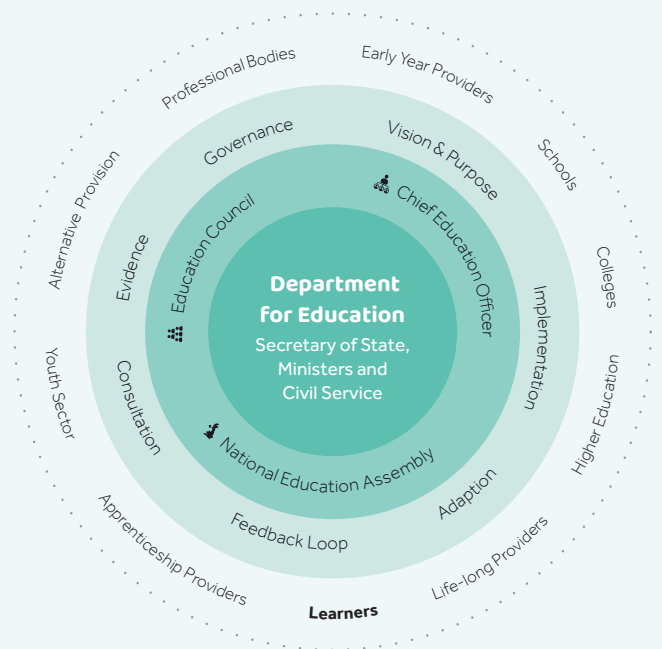 Department
for Education
Secretary of State,
Ministers and
Civil Service
Chief Education Officer
National Education Assembly
Education Council
Vision & Purpose
Implementation
Adaption
Feedback Loop
Consultation
Evidence
Governance
Early Year Providers
Schools
Colleges
Higher Education
Life-long Providers
Learners
Apprenticeship Providers
Youth Sector
Alternative Provision
Professional Bodies